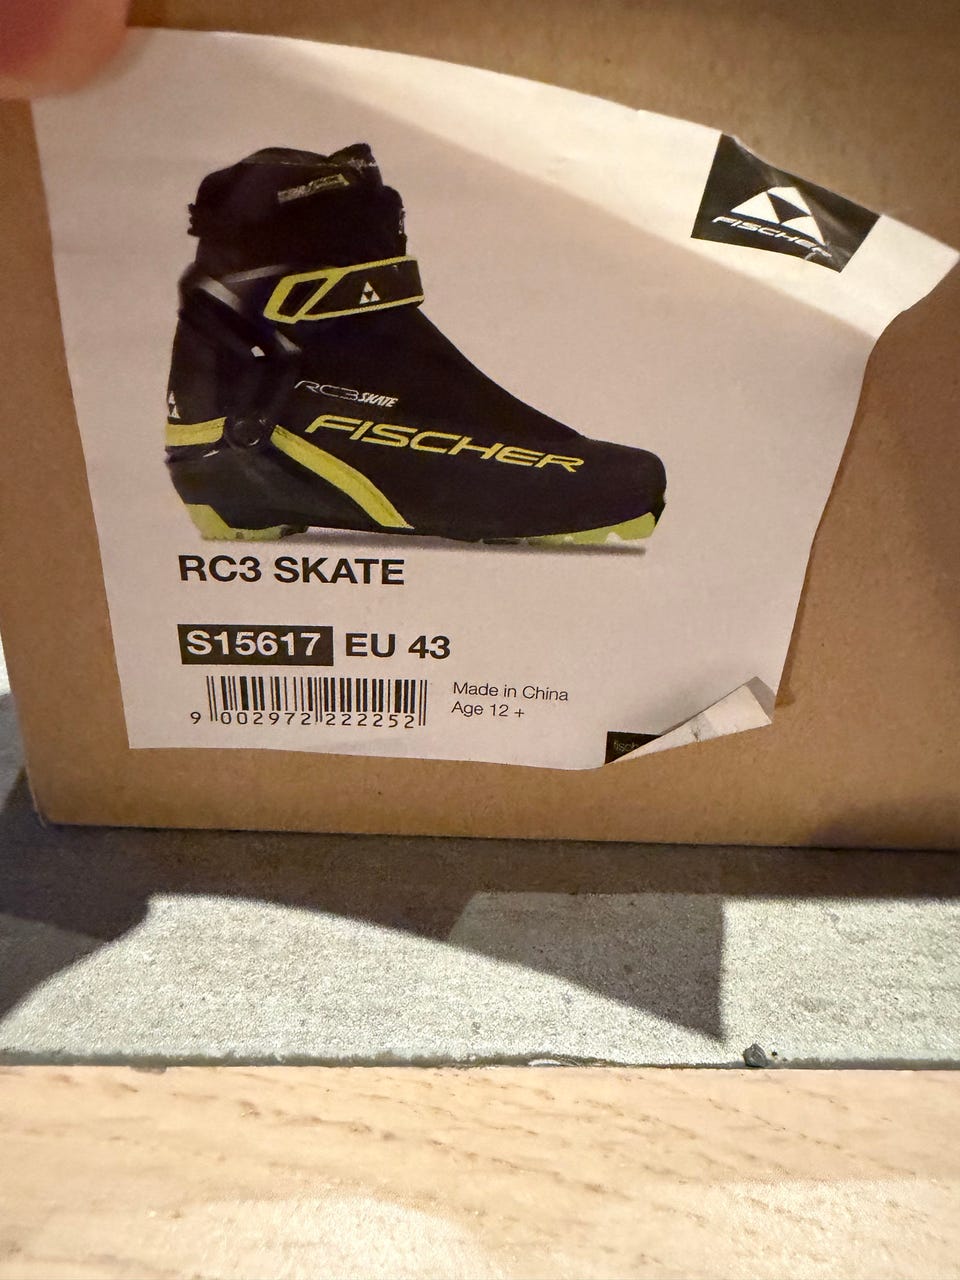 FISCHER
RC3 SKATE
FISCHER
RC3 SKATE
S15617 EU 43
9 002972 222252
Made in China
Age 12 +